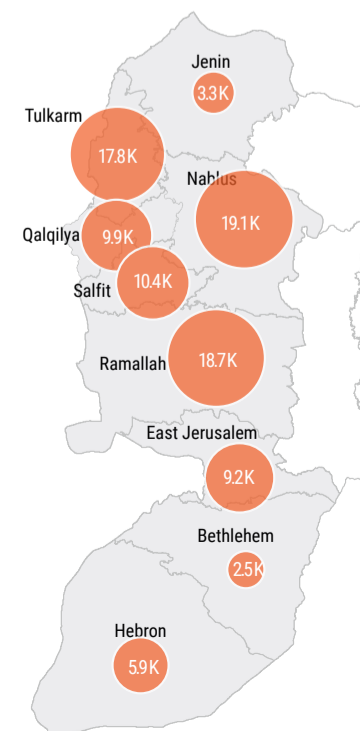 Jenin
3.3K
Tulkarm
17.8K
Nablus
19.1K
Qalqilya
9.9K
Salfit
10.4K
Ramallah
18.7K
East Jerusalem
9.2K
Bethlehem
2.5K
Hebron
5.9K